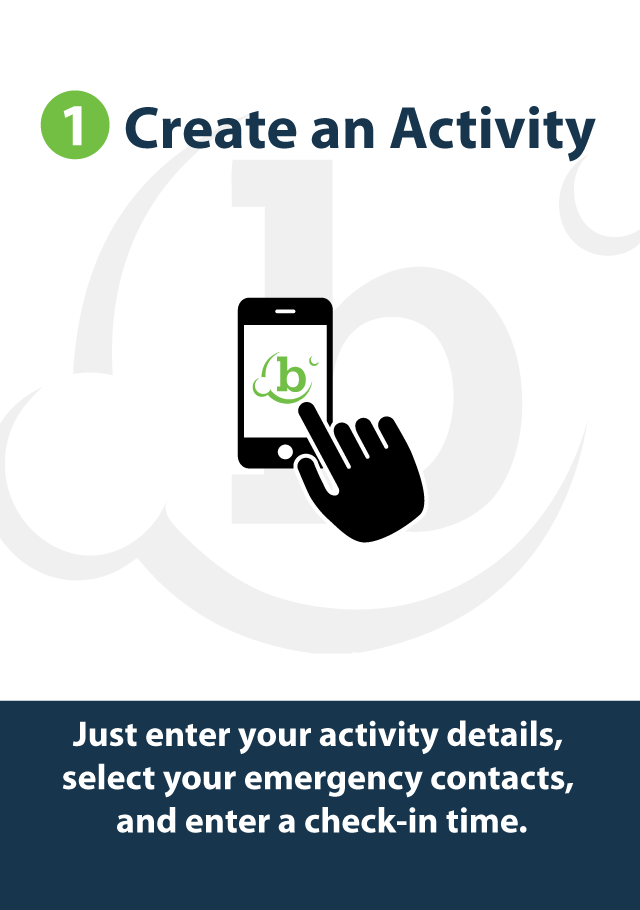 1 Create an Activity
b
b
Just enter your activity details,
select your emergency contacts,
and enter a check-in time.